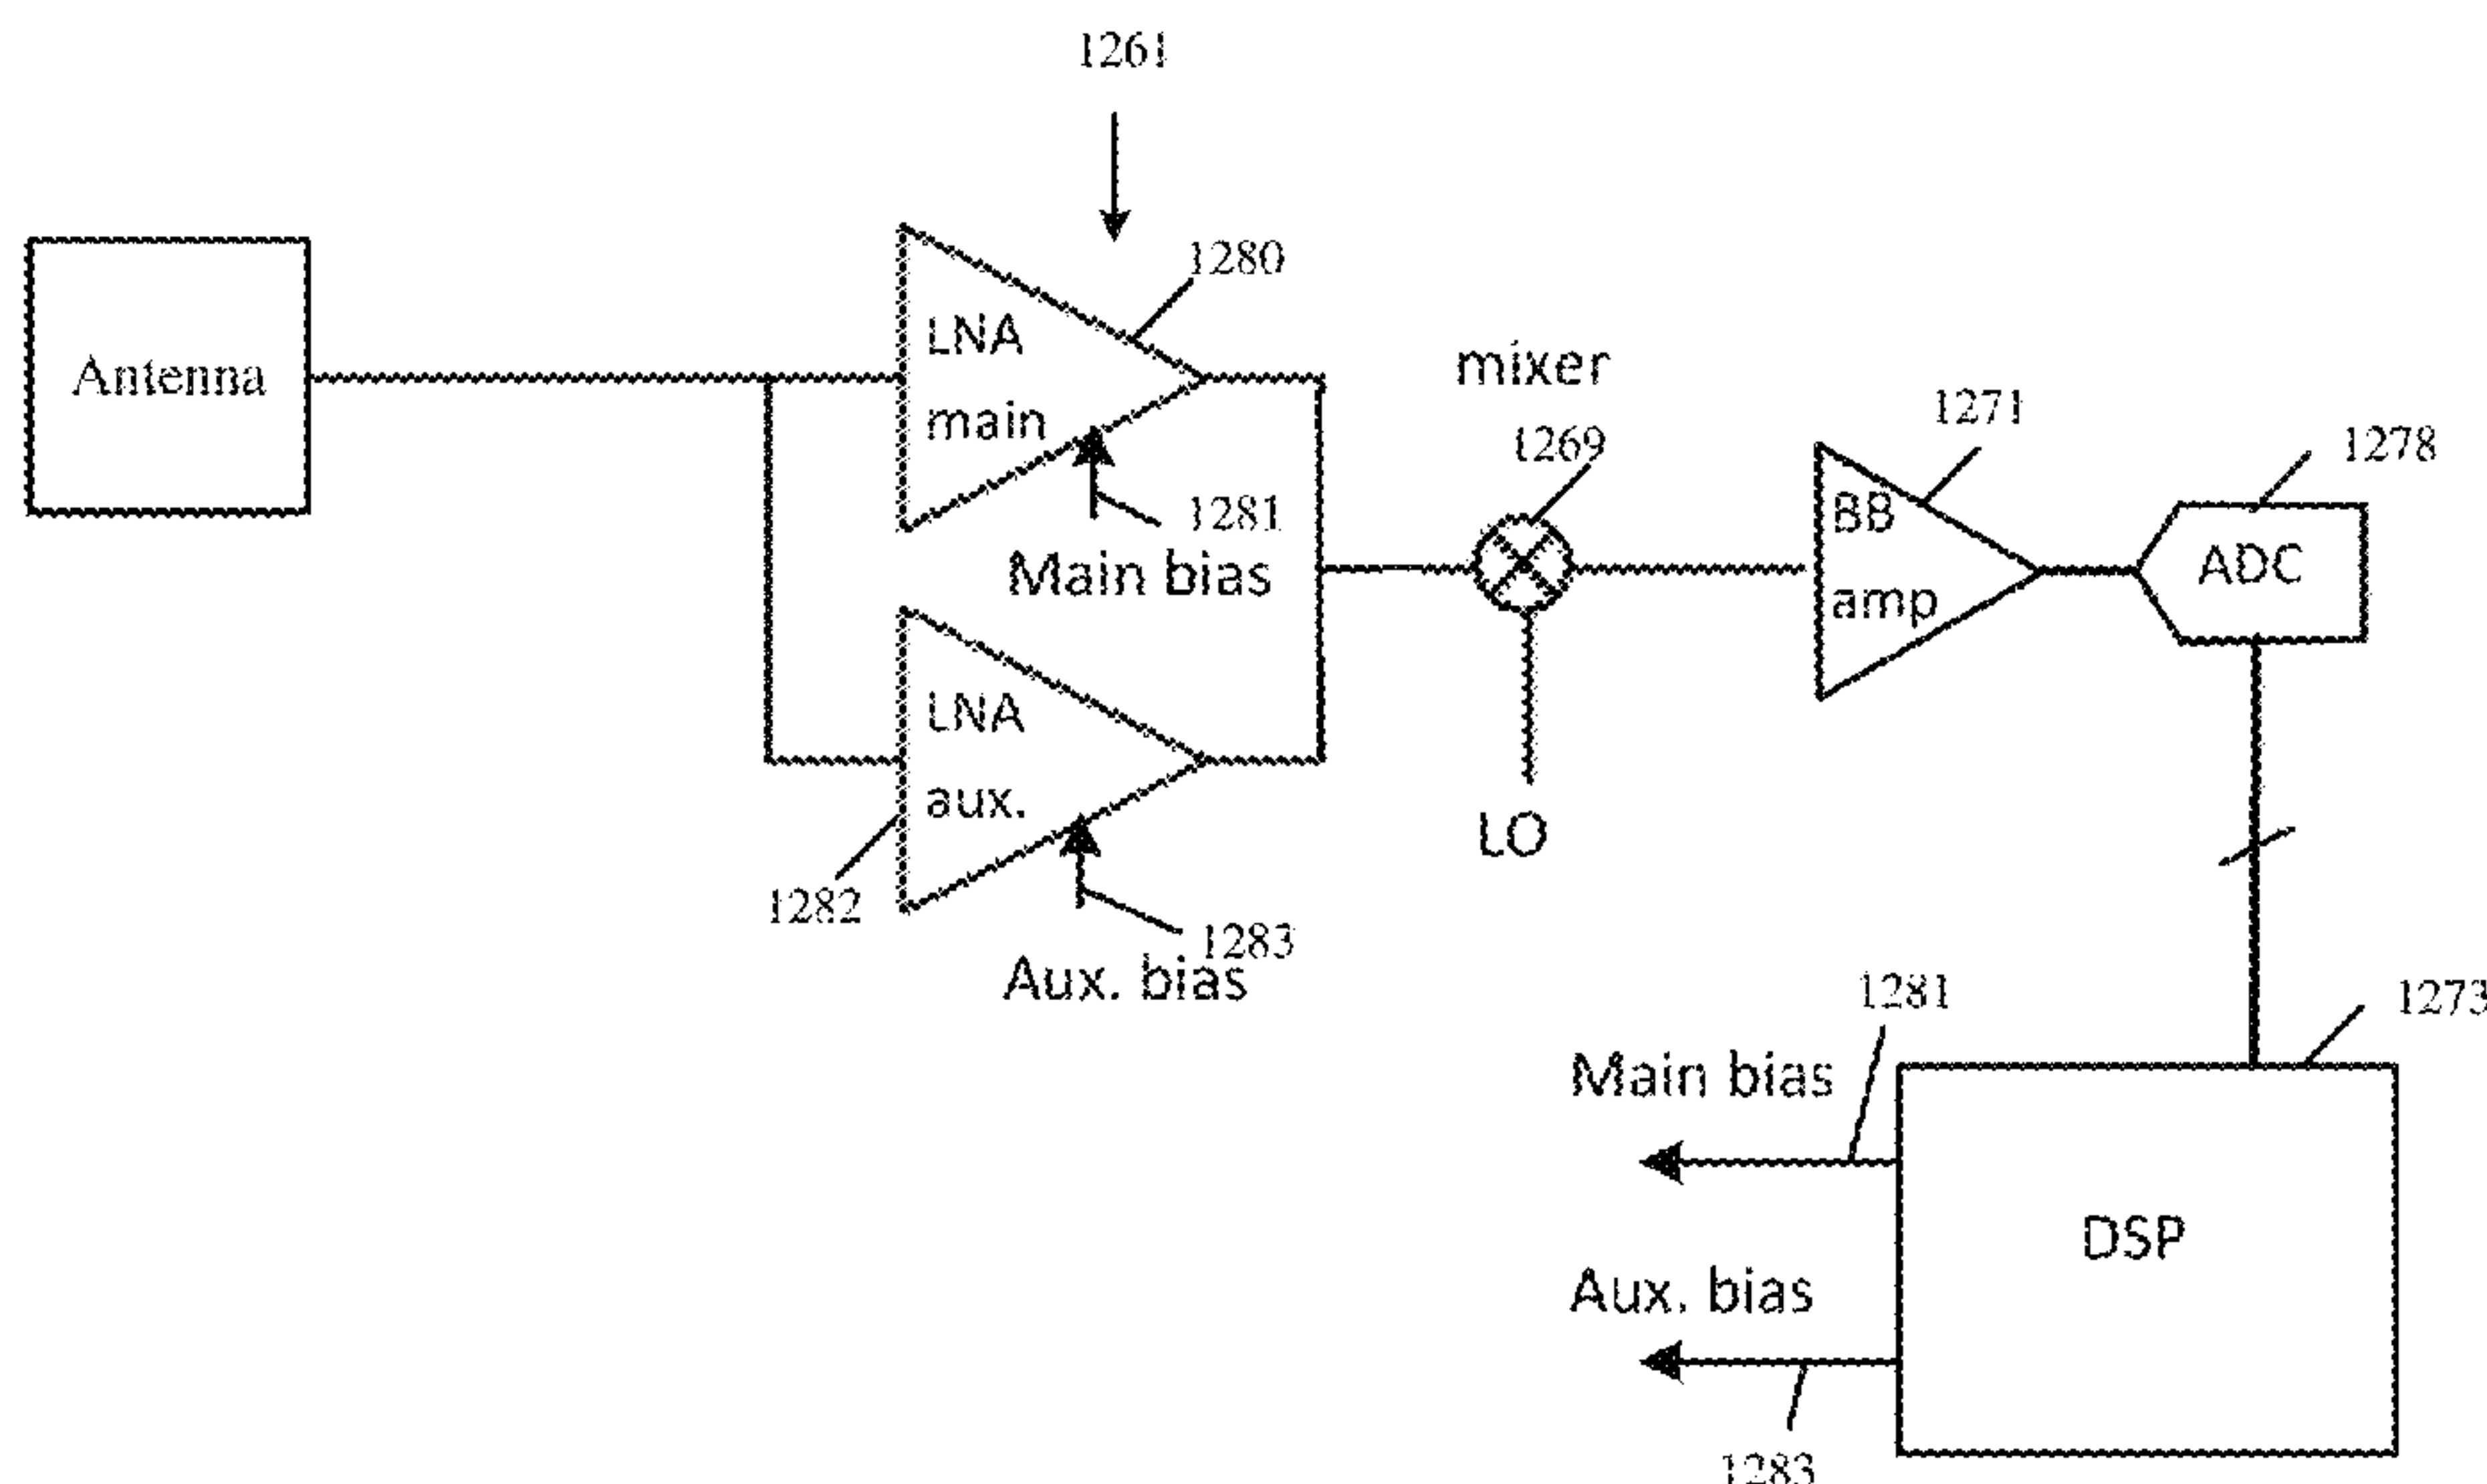 1261
1280
Antenna
LNA
main
1281
Main bias
mixer
1269
1271
BB
amp
1278
ADC
LNA
aux.
1282
1283
Aux. bias
LO
1281
1273
Main bias
DSP
Aux. bias
1283